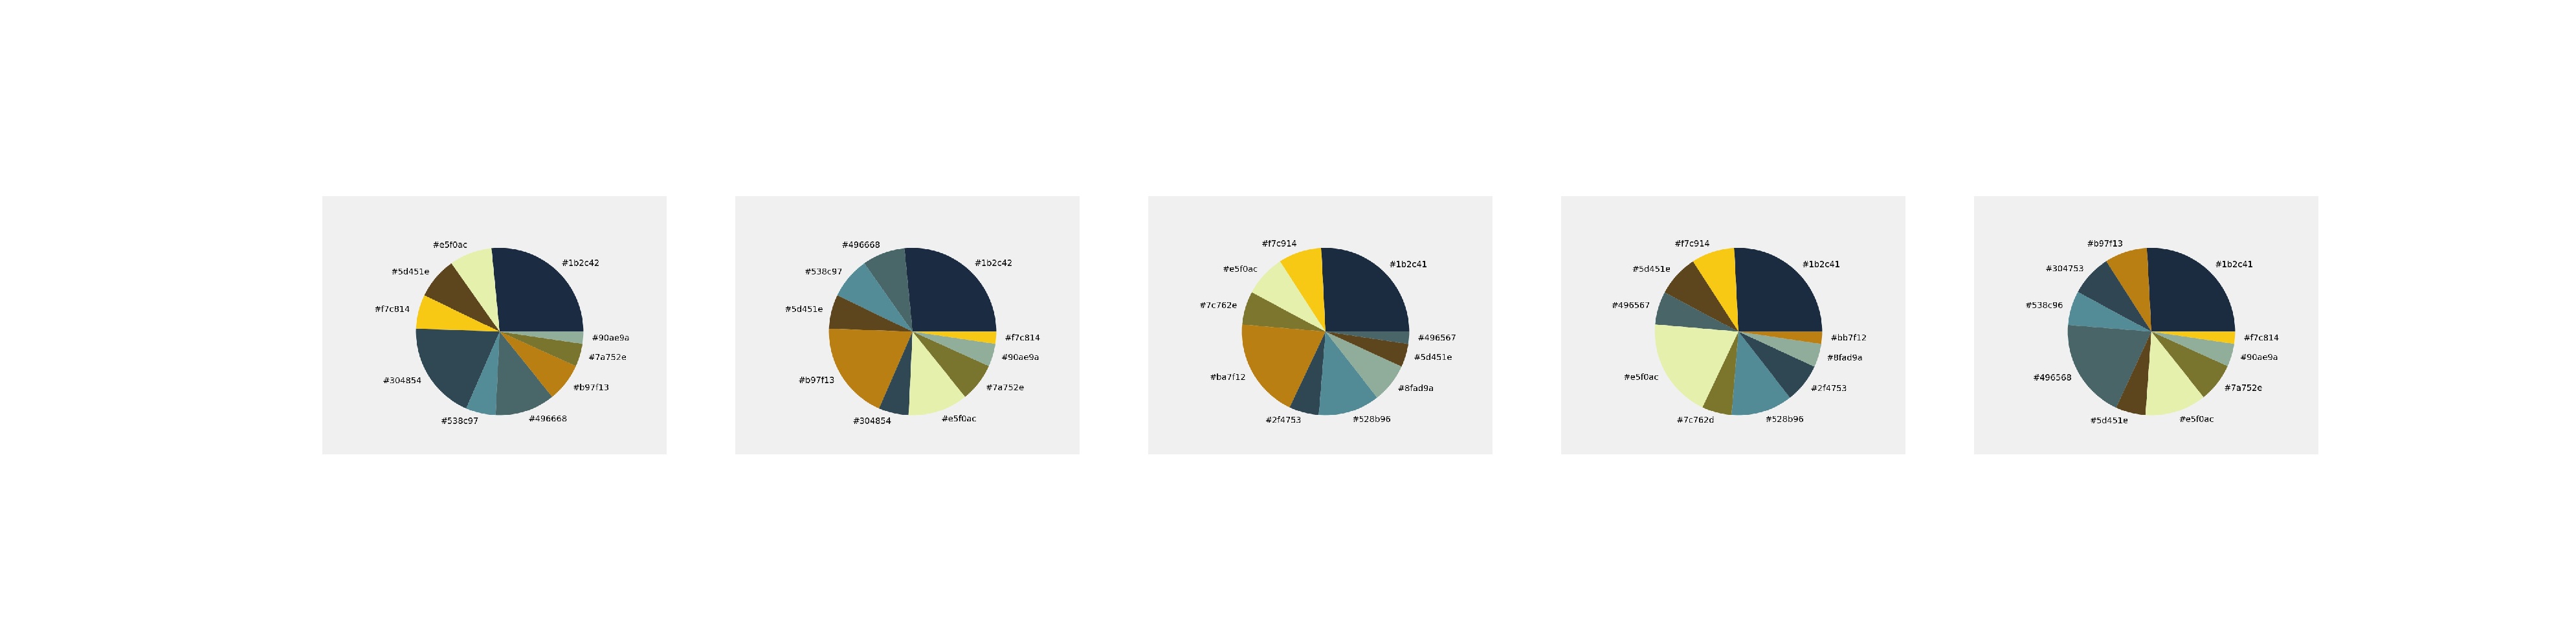 #e5f0ac
#1b2c42
#5d451e
#f7c814
#90ae9a
#7a752e
#304854
#b97f13
#538c97
#496668
#496668
#1b2c42
#538c97
#5d451e
#f7c814
#90ae9a
#b97f13
#7a752e
#304854
#e5f0ac
#f7c914
#1b2c41
#e5f0ac
#7c762e
#496567
#5d451e
#ba7f12
#8fad9a
#2f4753
#528b96
#f7c914
#1b2c41
#5d451e
#496567
#bb7f12
#8fad9a
#e5f0ac
#2f4753
#7c762d
#528b96
#b97f13
#1b2c41
#304753
#538c96
#f7c814
#90ae9a
#496568
#7a752e
#5d451e
#e5f0ac